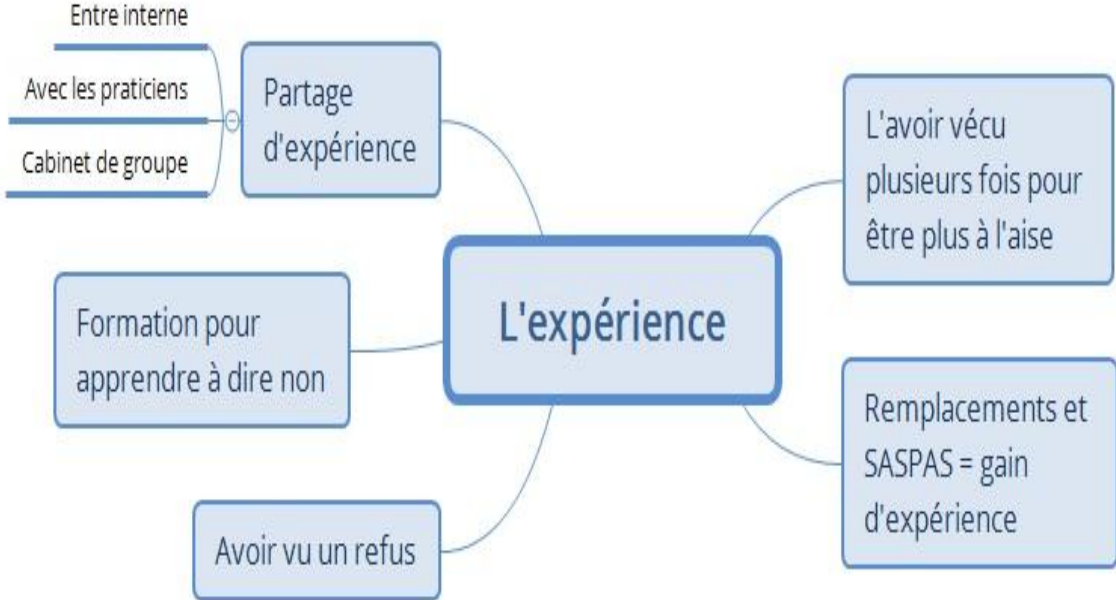 Entre interne
Avec les praticiens
Cabinet de groupe
Partage
d'expérience
L'avoir vécu
plusieurs fois pour
être plus à l'aise
L'expérience
Formation pour
apprendre à dire non
Remplacements et
SASPAS = gain
d'expérience
Avoir vu un refus